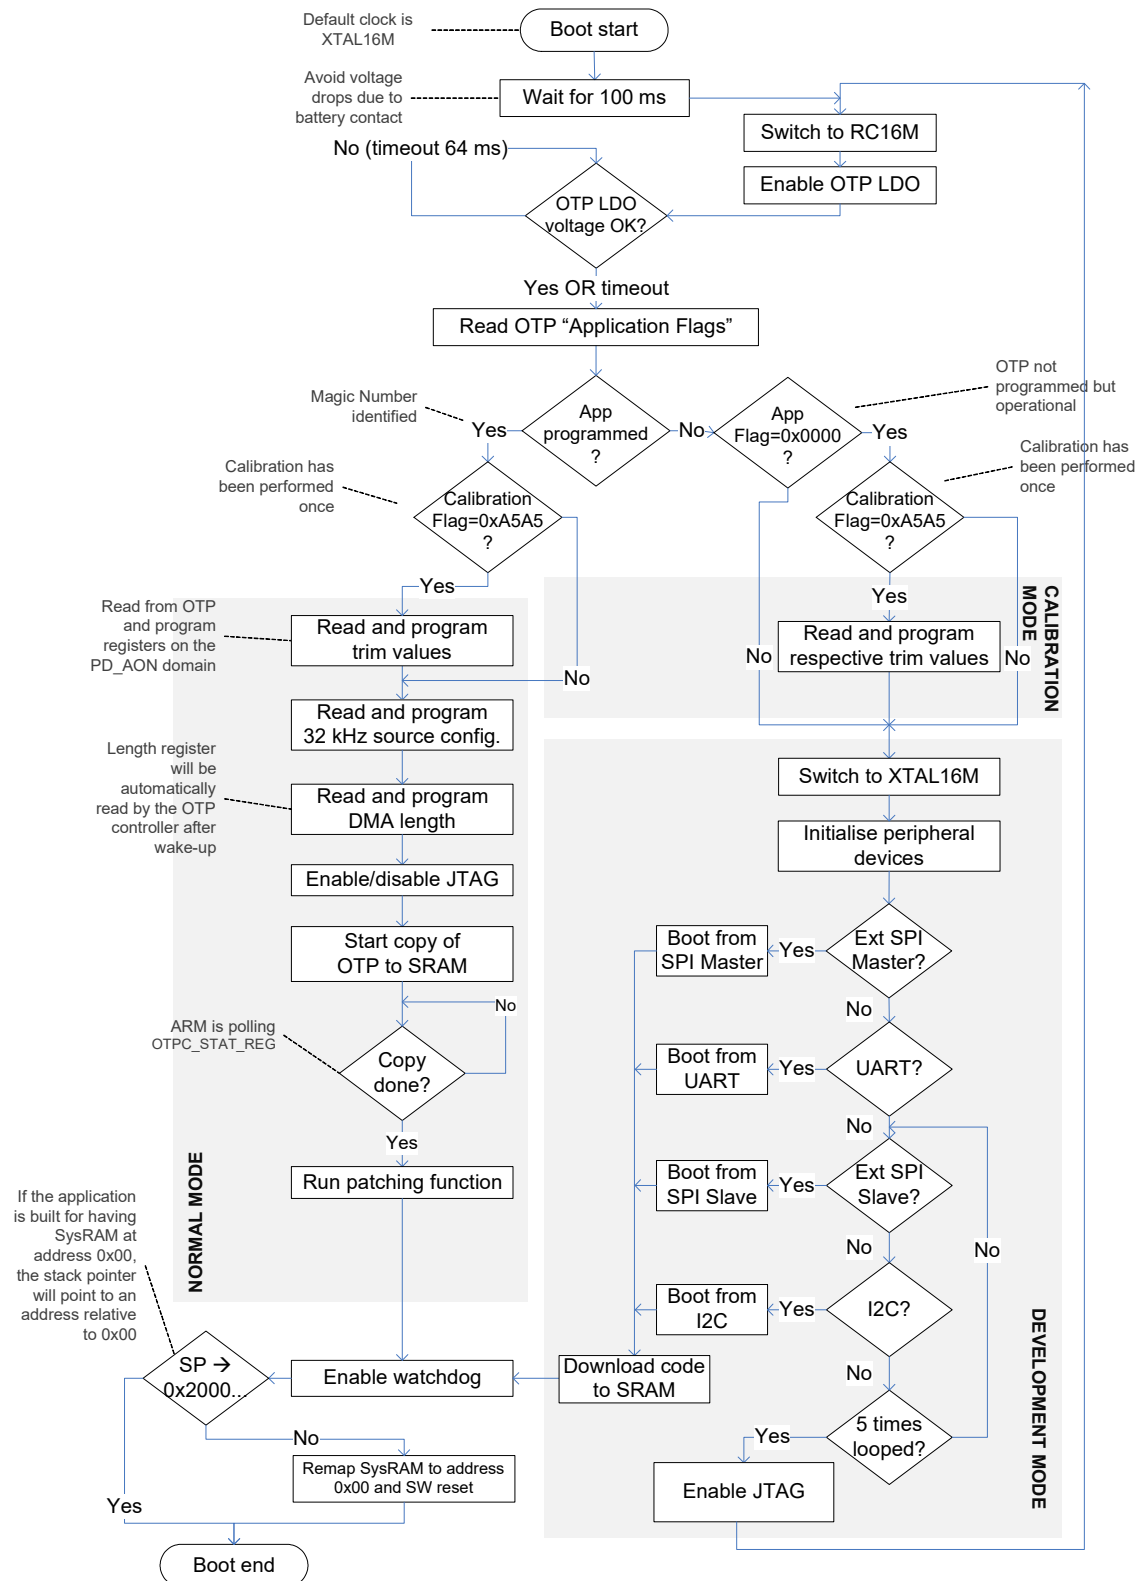 Default clock is
XTAL16M
Boot start
Avoid voltage
drops due to
battery contact
Wait for 100 ms
Switch to RC16M
No (timeout 64 ms)
Enable OTP LDO
OTP LDO
voltage OK?
Yes OR timeout
Read OTP “Application Flags”
OTP not
programmed but
operational
Magic Number
identified
Yes
App
programmed
?
No
App
Flag=0x0000
?
Yes
Calibration has
been performed
once
Calibration has
been performed
once
Calibration
Flag=0xA5A5
?
Calibration
Flag=0xA5A5
?
Yes
Yes
CALIBRATION
MODE
Read from OTP
and program
registers on the
PD_AON domain
Read and program
trim values
Read and program
respective trim values
No
No
No
Read and program
32 kHz source config.
Length register
will be
automatically
read by the OTP
controller after
wake-up
Read and program
DMA length
Switch to XTAL16M
Initialise peripheral
devices
Enable/disable JTAG
Start copy of
OTP to SRAM
Boot from
SPI Master
Yes
Ext SPI
Master?
No
No
ARM is polling
OTPC_STAT_REG
Copy
done?
Boot from
UART
Yes
UART?
Yes
No
Run patching function
NORMAL MODE
Boot from
SPI Slave
Yes
Ext SPI
Slave?
No
No
If the application
is built for having
SysRAM at
address 0x00,
the stack pointer
will point to an
address relative
to 0x00
Boot from
I2C
Yes
I2C?
DEVELOPMENT MODE
SP →
0x2000...
Enable watchdog
Download code
to SRAM
No
No
Yes
5 times
looped?
Remap SysRAM to address
0x00 and SW reset
Enable JTAG
Yes
Boot end